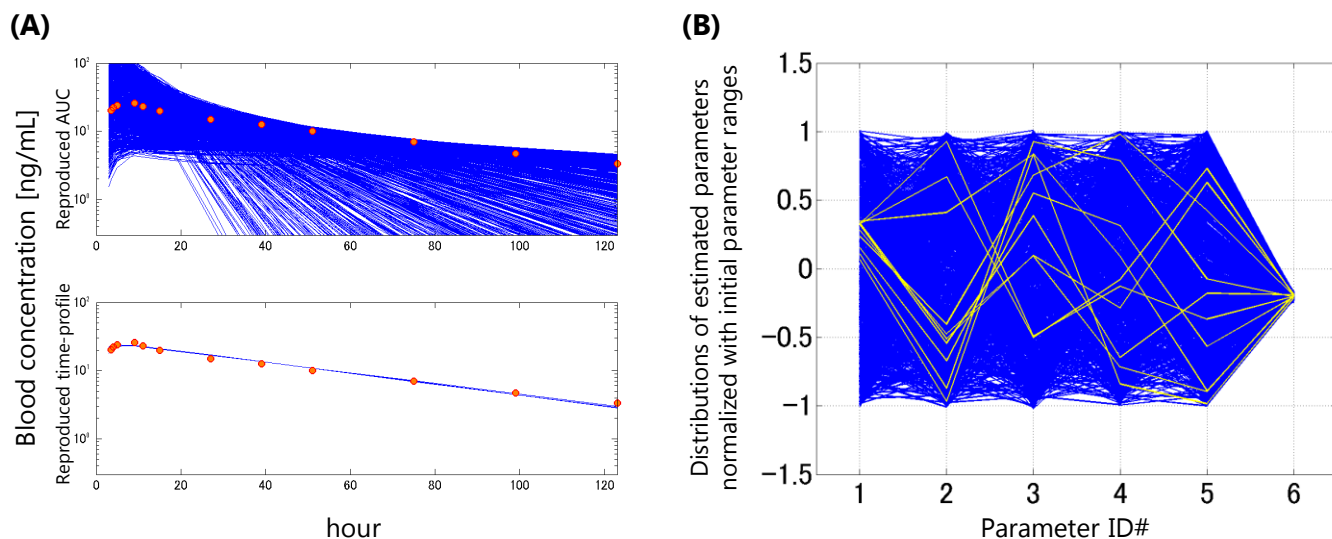 (A)
Blood concentration [ng/mL]
Reproduced AUC
10²
10¹
10⁰
0 20 40 60 80 100 120
Reproduced time-profile
10²
10¹
10⁰
0 20 40 60 80 100 120
hour
(B)
Distributions of estimated parameters
normalized with initial parameter ranges
1.5
1
0.5
0
−0.5
−1
−1.5
1 2 3 4 5 6
Parameter ID#